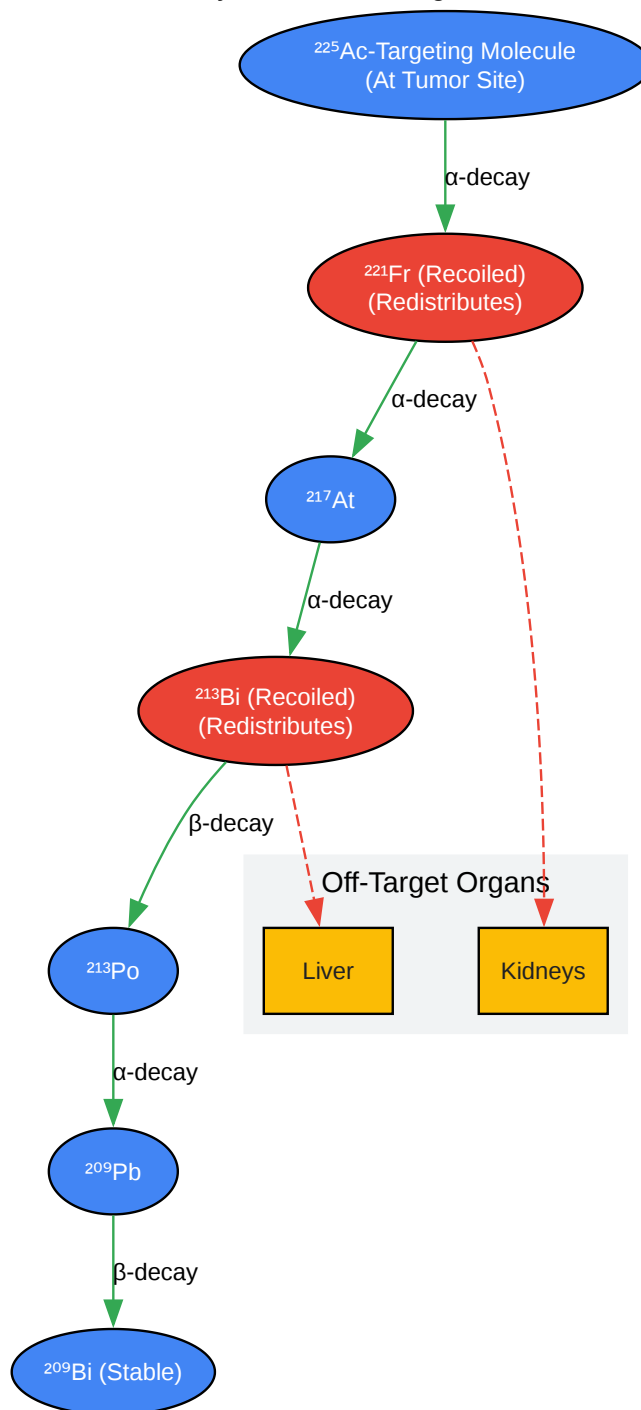 ²²⁵Ac-Targeting Molecule
(At Tumor Site)
α-decay
²²¹Fr (Recoiled)
(Redistributes)
α-decay
²¹⁷At
α-decay
²¹³Bi (Recoiled)
(Redistributes)
β-decay
Off-Target Organs
Liver
Kidneys
²¹³Po
α-decay
²⁰⁹Pb
β-decay
²⁰⁹Bi (Stable)